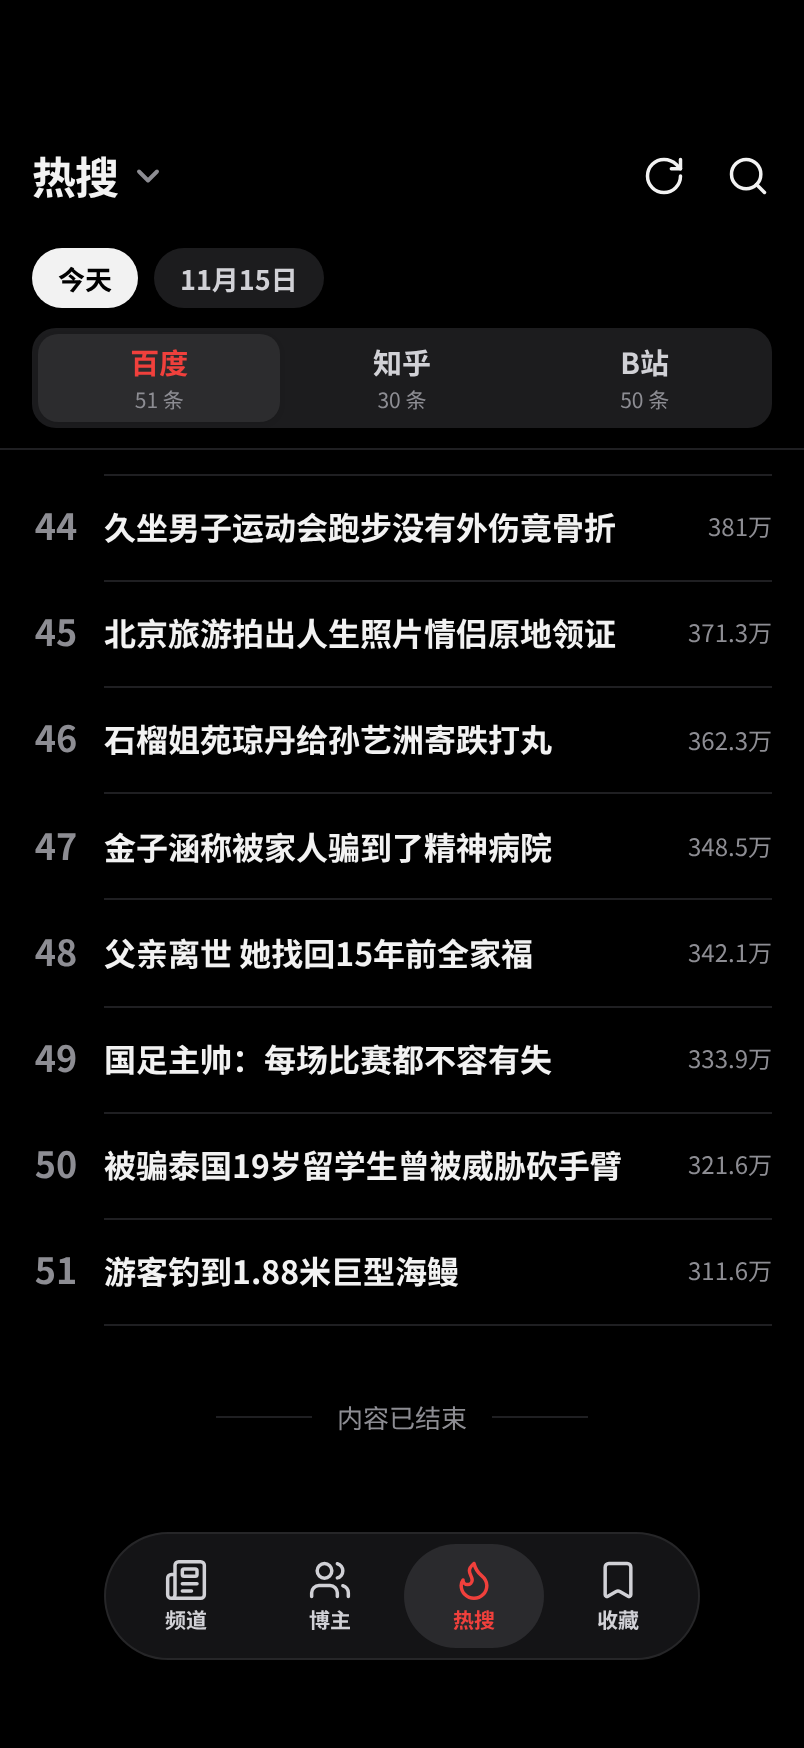 热搜
今天
11月15日
百度
51 条
知乎
30 条
B站
50 条
44 久坐男子运动会跑步没有外伤竟骨折 381万
45 北京旅游拍出人生照片情侣原地领证 371.3万
46 石榴姐苑琼丹给孙艺洲寄跌打丸 362.3万
47 金子涵称被家人骗到了精神病院 348.5万
48 父亲离世 她找回15年前全家福 342.1万
49 国足主帅：每场比赛都不容有失 333.9万
50 被骗泰国19岁留学生曾被威胁砍手臂 321.6万
51 游客钓到1.88米巨型海鳗 311.6万
内容已结束
频道
博主
热搜
收藏